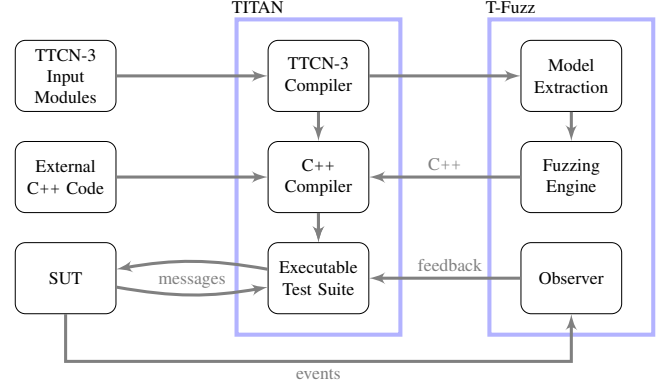 TITAN
T-Fuzz
TTCN-3
Input
Modules
TTCN-3
Compiler
Model
Extraction
External
C++ Code
C++
Compiler
C++
Fuzzing
Engine
SUT
messages
Executable
Test Suite
feedback
Observer
events